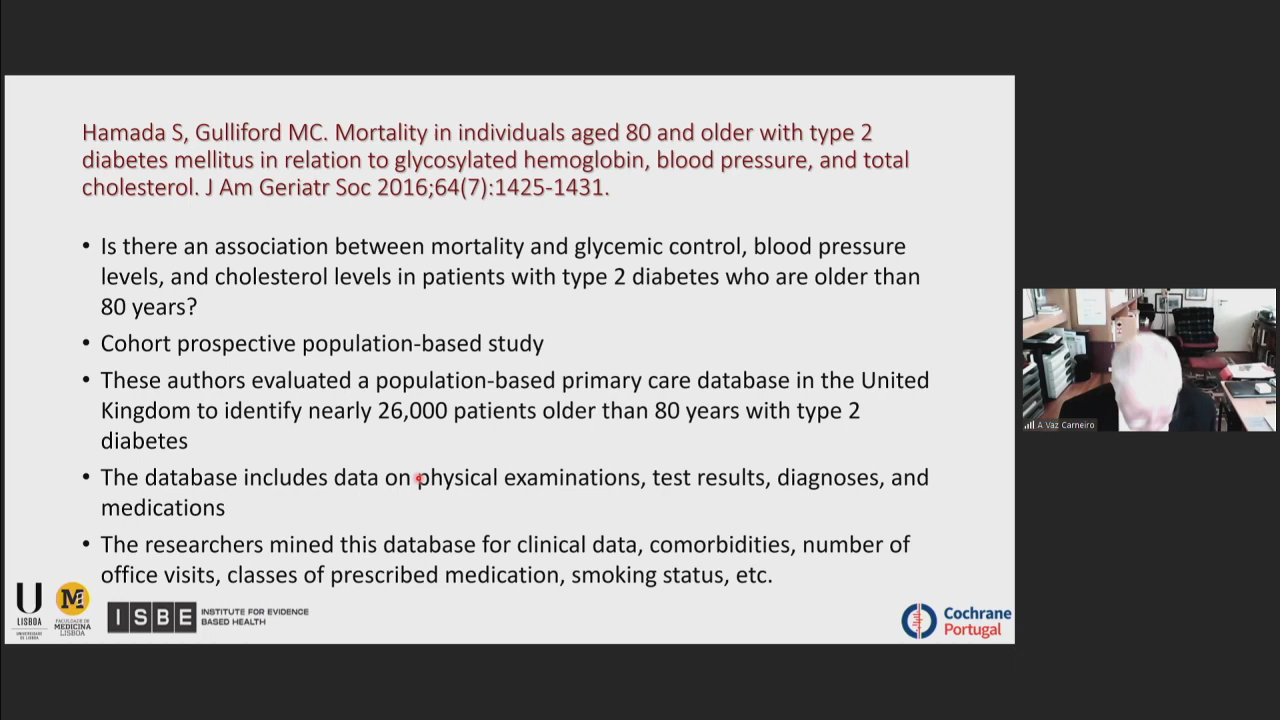 Hamada S, Gulliford MC. Mortality in individuals aged 80 and older with type 2
diabetes mellitus in relation to glycosylated hemoglobin, blood pressure, and total
cholesterol. J Am Geriatr Soc 2016;64(7):1425-1431.
• Is there an association between mortality and glycemic control, blood pressure
levels, and cholesterol levels in patients with type 2 diabetes who are older than
80 years?
• Cohort prospective population-based study
• These authors evaluated a population-based primary care database in the United
Kingdom to identify nearly 26,000 patients older than 80 years with type 2
diabetes
• The database includes data on physical examinations, test results, diagnoses, and
medications
• The researchers mined this database for clinical data, comorbidities, number of
office visits, classes of prescribed medication, smoking status, etc.
U
LISBOA
UNIVERSIDADE
DE LISBOA
M
FACULDADE DE
MEDICINA
LISBOA
ISBE
INSTITUTE FOR EVIDENCE
BASED HEALTH
Cochrane
Portugal
A Vaz Carneiro